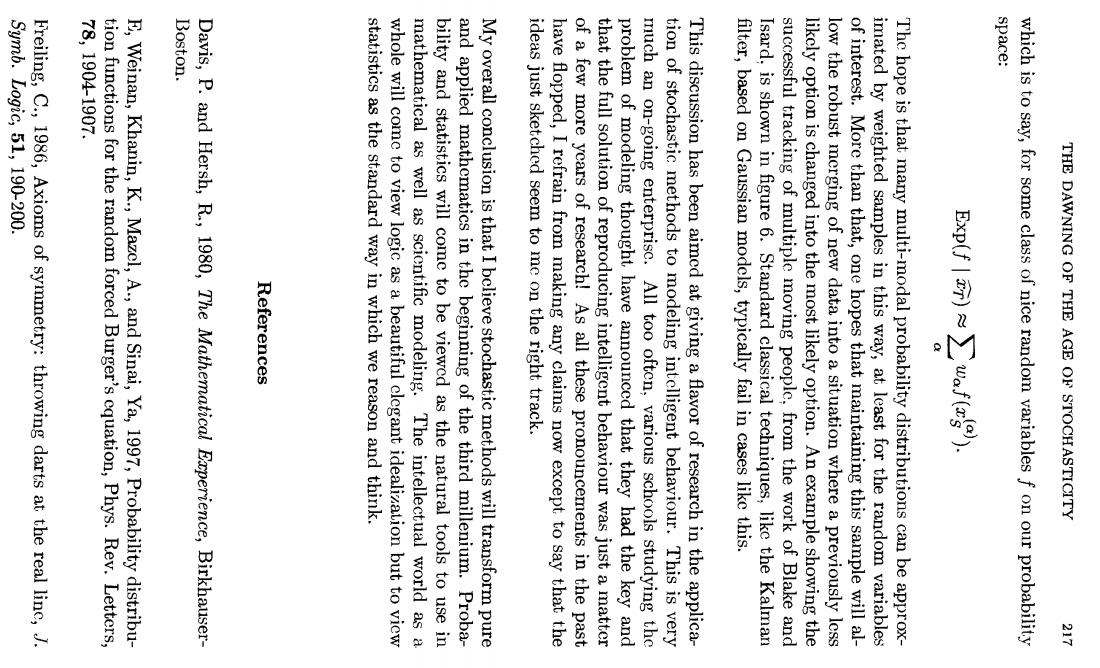 THE DAWNING OF THE AGE OF STOCHASTICITY 217
which is to say, for some class of nice random variables f on our probability
space:
Exp(f | x̂_T) ≈ ∑_α w_α f(x_S^(α)).
The hope is that many multi-modal probability distributions can be approx-
imated by weighted samples in this way, at least for the random variables
of interest. More than that, one hopes that maintaining this sample will al-
low the robust merging of new data into a situation where a previously less
likely option is changed into the most likely option. An example showing the
successful tracking of multiple moving people, from the work of Blake and
Isard, is shown in figure 6. Standard classical techniques, like the Kalman
filter, based on Gaussian models, typically fail in cases like this.
This discussion has been aimed at giving a flavor of research in the applica-
tion of stochastic methods to modeling intelligent behaviour. This is very
much an on-going enterprise. All too often, various schools studying the
problem of modeling thought have announced that they had the key and
that the full solution of reproducing intelligent behaviour was just a matter
of a few more years of research! As all these pronouncements in the past
have flopped, I refrain from making any claims now except to say that the
ideas just sketched seem to me on the right track.
My overall conclusion is that I believe stochastic methods will transform pure
and applied mathematics in the beginning of the third millenium. Proba-
bility and statistics will come to be viewed as the natural tools to use in
mathematical as well as scientific modeling. The intellectual world as a
whole will come to view logic as a beautiful elegant idealization but to view
statistics as the standard way in which we reason and think.
References
Davis, P. and Hersh, R., 1980, The Mathematical Experience, Birkhauser-
Boston.
E, Weinan, Khanin, K., Mazel, A., and Sinai, Ya, 1997, Probability distribu-
tion functions for the random forced Burger's equation, Phys. Rev. Letters,
78, 1904-1907.
Freiling, C., 1986, Axioms of symmetry: throwing darts at the real line, J.
Symb. Logic, 51, 190-200.